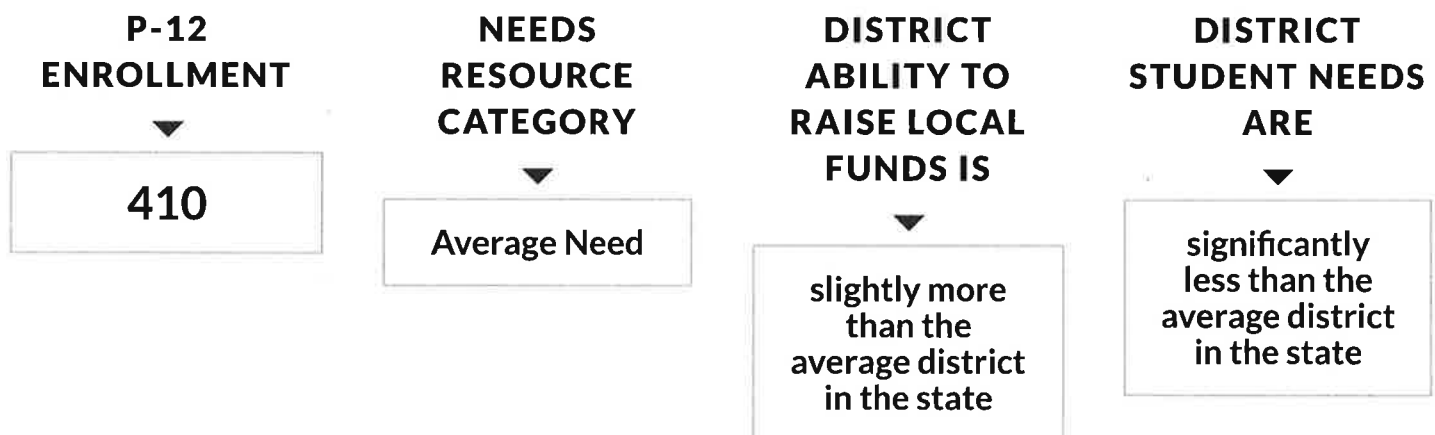 P-12
ENROLLMENT
410
NEEDS
RESOURCE
CATEGORY
Average Need
DISTRICT
ABILITY TO
RAISE LOCAL
FUNDS IS
slightly more
than the
average district
in the state
DISTRICT
STUDENT NEEDS
ARE
significantly
less than the
average district
in the state